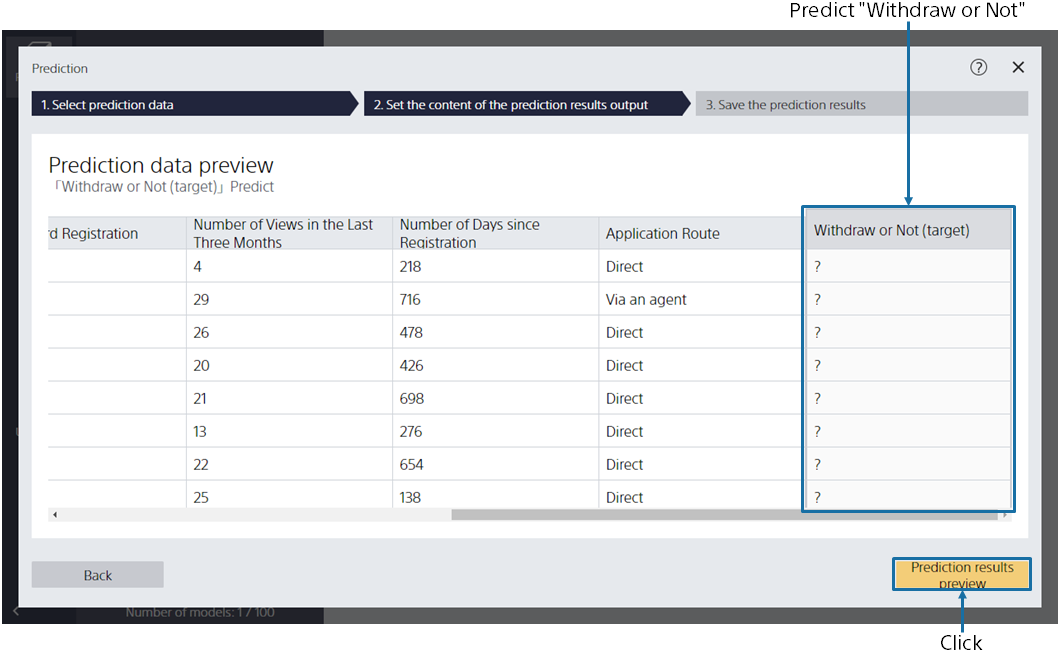 Predict "Withdraw or Not"
Prediction
?
1. Select prediction data
2. Set the content of the prediction results output
3. Save the prediction results
Prediction data preview
「Withdraw or Not (target)」 Predict
d Registration
Number of Views in the Last
Three Months
Number of Days since
Registration
Application Route
Withdraw or Not (target)
4 218 Direct ?
29 716 Via an agent ?
26 478 Direct ?
20 426 Direct ?
21 698 Direct ?
13 276 Direct ?
22 654 Direct ?
25 138 Direct ?
Back
Prediction results
preview
Number of models: 1 / 100
Click